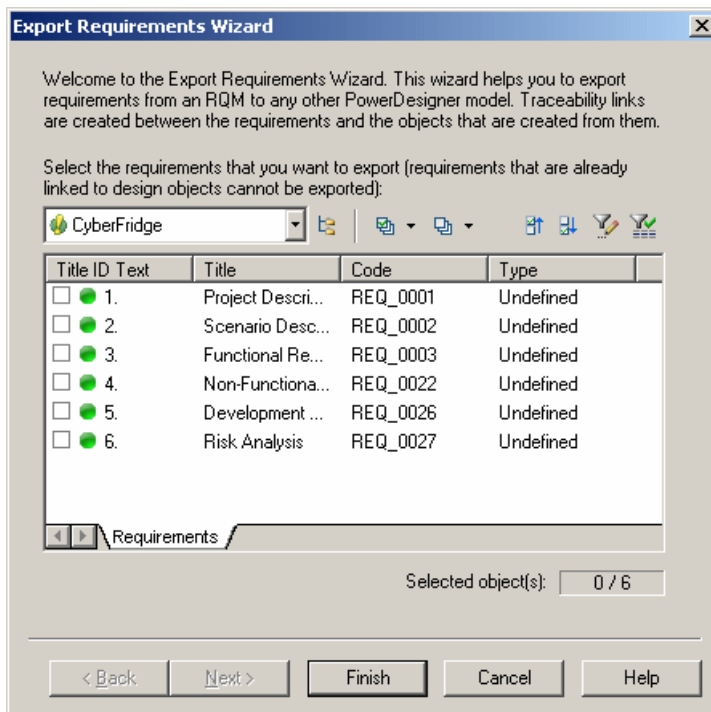 Export Requirements Wizard
Welcome to the Export Requirements Wizard. This wizard helps you to export
requirements from an RQM to any other PowerDesigner model. Traceability links
are created between the requirements and the objects that are created from them.
Select the requirements that you want to export (requirements that are already
linked to design objects cannot be exported):
CyberFridge
Title ID Text Title Code Type
1. Project Descri... REQ_0001 Undefined
2. Scenario Desc... REQ_0002 Undefined
3. Functional Re... REQ_0003 Undefined
4. Non-Functiona... REQ_0022 Undefined
5. Development ... REQ_0026 Undefined
6. Risk Analysis REQ_0027 Undefined
Requirements
Selected object(s): 0 / 6
< Back Next > Finish Cancel Help